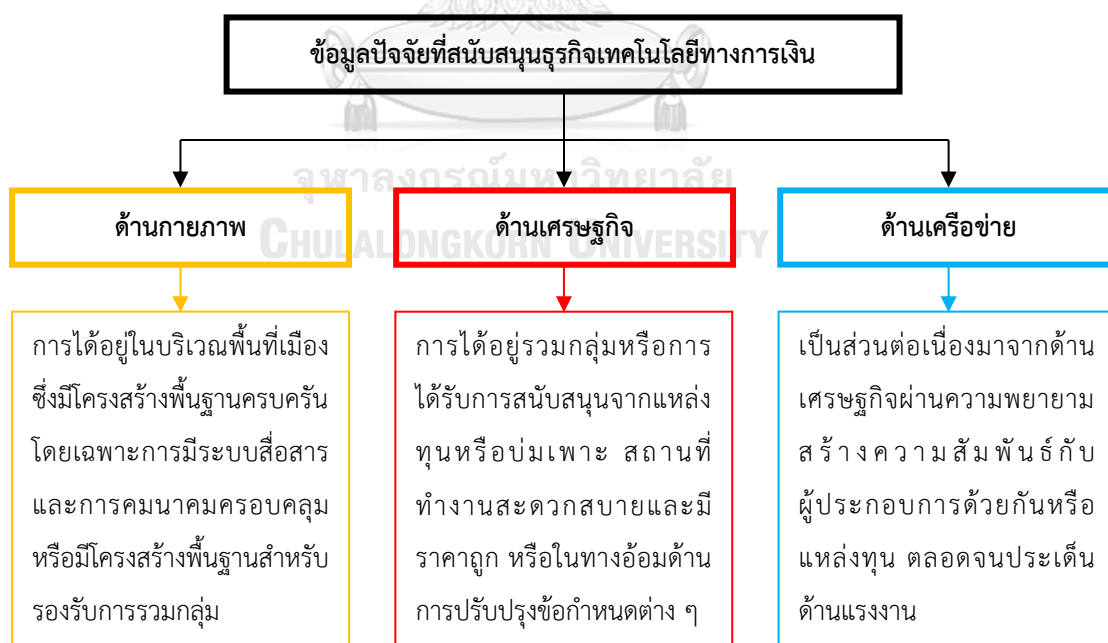 ข้อมูลปัจจัยที่สนับสนุนธุรกิจเทคโนโลยีทางการเงิน
จุฬาลงกรณ์มหาวิทยาลัย
CHULALONGKORN UNIVERSITY
ด้านกายภาพ
การได้อยู่ในบริเวณพื้นที่เมือง
ซึ่งมีโครงสร้างพื้นฐานครบครัน
โดยเฉพาะการมีระบบสื่อสาร
และการคมนาคมครอบคลุม
หรือมีโครงสร้างพื้นฐานสำหรับ
รองรับการรวมกลุ่ม
ด้านเศรษฐกิจ
การได้อยู่รวมกลุ่มหรือการ
ได้รับการสนับสนุนจากแหล่ง
ทุนหรือบ่มเพาะ สถานที่
ทำงานสะดวกสบายและมี
ราคาถูก หรือในทางอ้อมด้าน
การปรับปรุงข้อกำหนดต่าง ๆ
ด้านเครือข่าย
เป็นส่วนต่อเนื่องมาจากด้าน
เศรษฐกิจผ่านความพยายาม
สร้างความสัมพันธ์กับ
ผู้ประกอบการด้วยกันหรือ
แหล่งทุน ตลอดจนประเด็น
ด้านแรงงาน